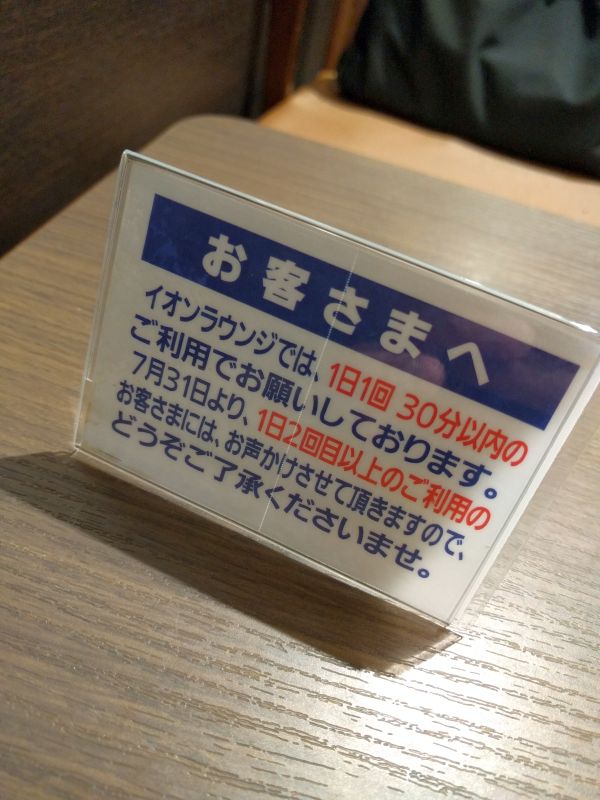 お客さまへ
イオンラウンジでは、1日1回 30分以内の
ご利用でお願いしております。
7月31日より、1日2回目以上のご利用の
お客さまには、お声かけさせて頂きますので、
どうぞご了承くださいませ。